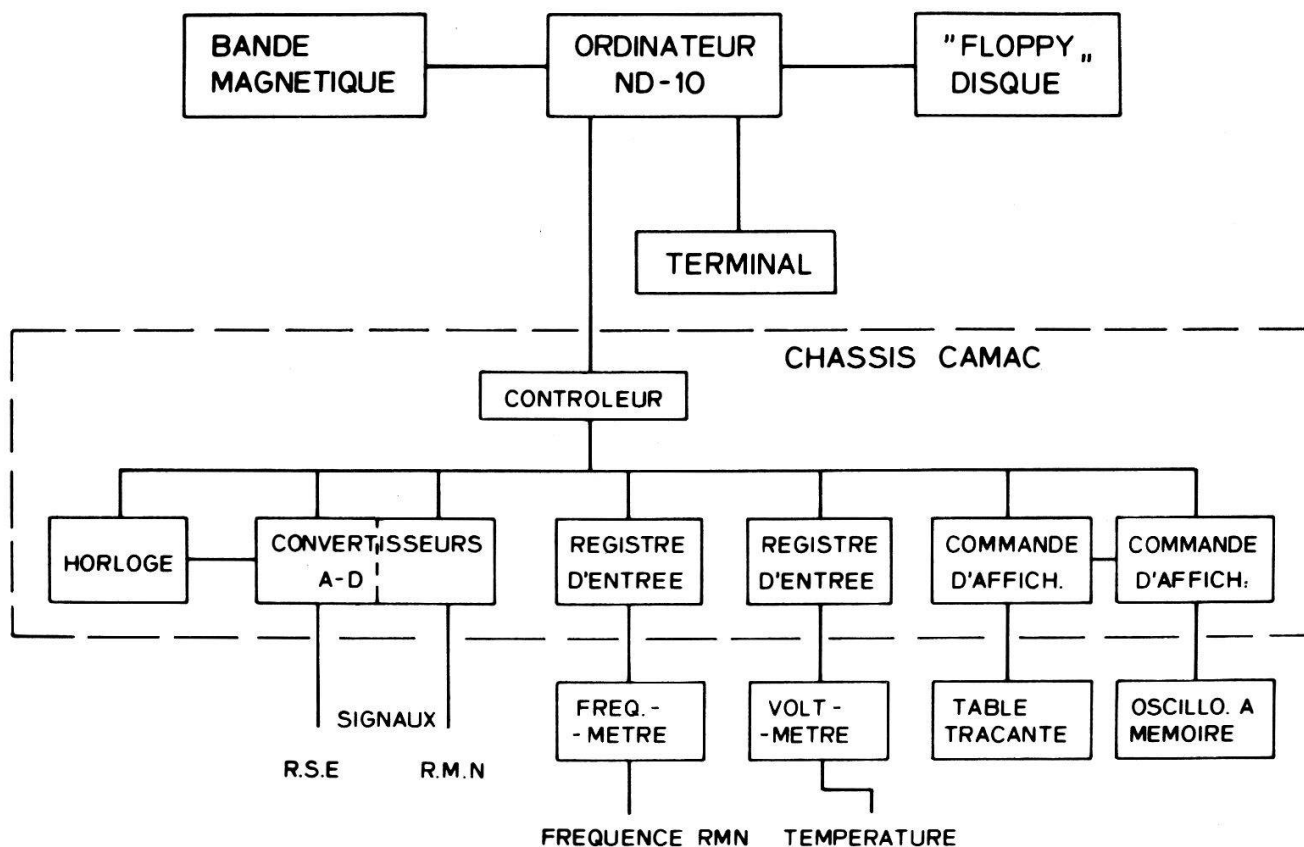 BANDE
MAGNETIQUE
ORDINATEUR
ND-10
"FLOPPY"
DISQUE
TERMINAL
CHASSIS CAMAC
CONTROLEUR
HORLOGE
CONVERTISSEURS
A-D
REGISTRE
D'ENTREE
REGISTRE
D'ENTREE
COMMANDE
D'AFFICH.
COMMANDE
D'AFFICH.
SIGNAUX
R.S.E
R.M.N
FREQ.-
-METRE
VOLT-
-METRE
TABLE
TRACANTE
OSCILLO. A
MEMOIRE
FREQUENCE RMN
TEMPERATURE